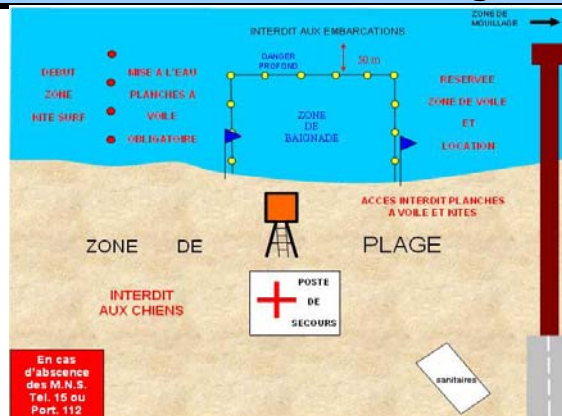 ZONE DE
MOUILLAGE
INTERDIT AUX EMBARCATIONS
DANGER
PROFOND
50 m
DEBUT
ZONE
KITE SURF
MISE A L'EAU
PLANCHES A
VOILE
OBLIGATOIRE
ZONE
DE
BAIGNADE
RESERVEE
ZONE DE VOILE
ET
LOCATION
ACCES INTERDIT PLANCHES
A VOILE ET KITES
ZONE DE PLAGE
INTERDIT
AUX CHIENS
POSTE
DE
SECOURS
En cas
d'abscence
des M.N.S.
Tel. 15 ou
Port. 112
sanitaires